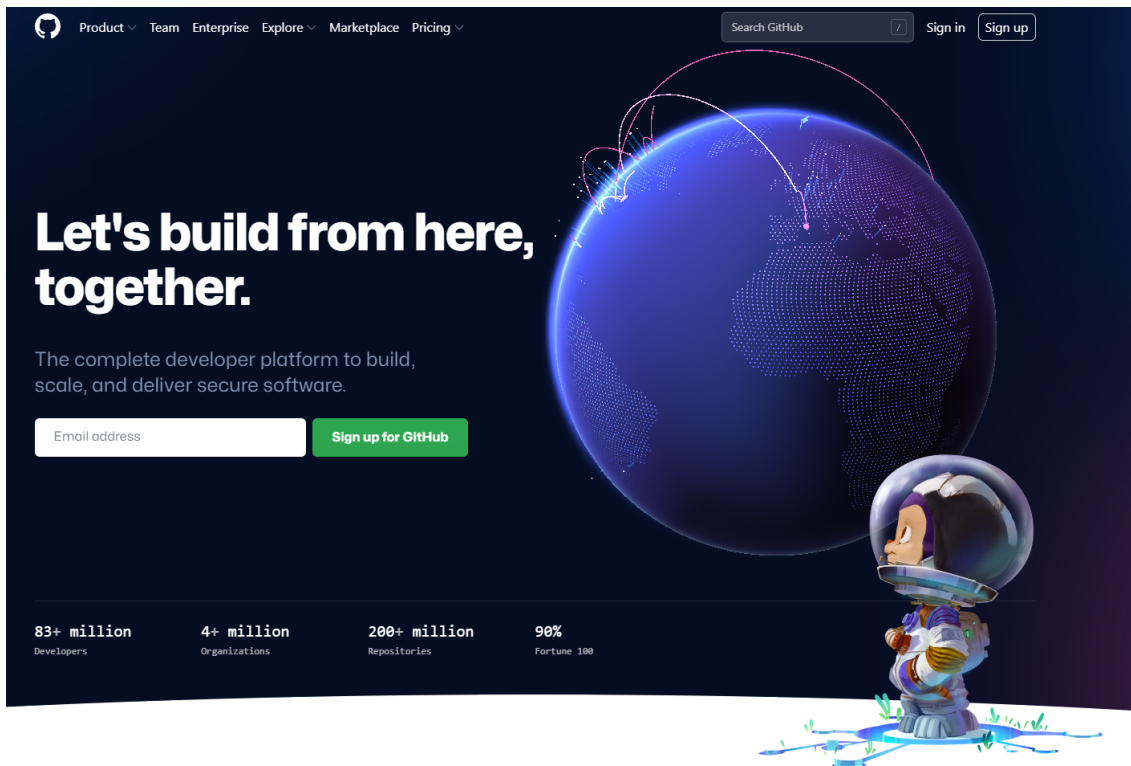 Product Team Enterprise Explore Marketplace Pricing Search GitHub / Sign in Sign up
Let's build from here,
together.
The complete developer platform to build,
scale, and deliver secure software.
Email address Sign up for GitHub
83+ million 4+ million 200+ million 90%
Developers Organizations Repositories Fortune 100